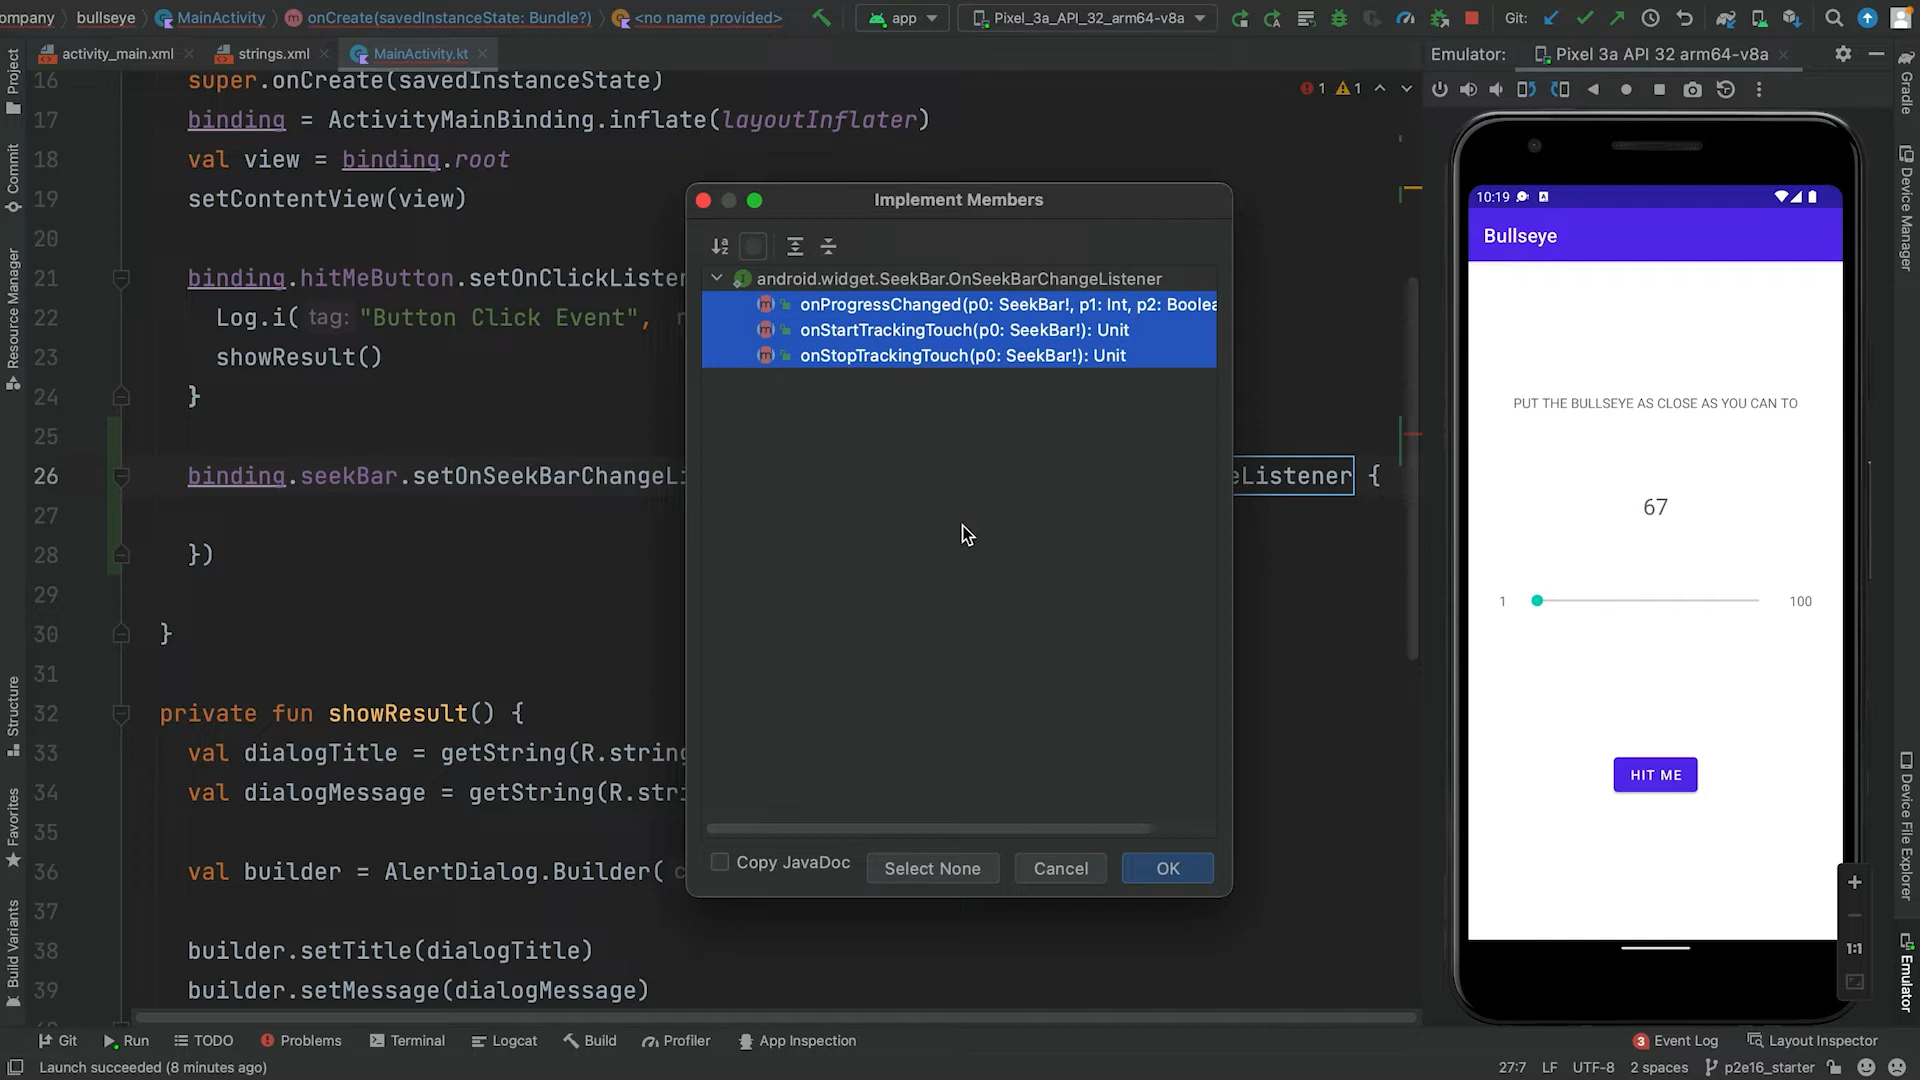 ompany
bullseye
MainActivity
onCreate(savedInstanceState: Bundle?)
<no name provided>
app
Pixel_3a_API_32_arm64-v8a
Git:
activity_main.xml
strings.xml
MainActivity.kt
Emulator:
Pixel 3a API 32 arm64-v8a
Project
Commit
Resource Manager
Structure
Favorites
Build Variants
1
1
16 super.onCreate(savedInstanceState)
17 binding = ActivityMainBinding.inflate(layoutInflater)
18 val view = binding.root
19 setContentView(view)
20
21 binding.hitMeButton.setOnClickListen
22 Log.i( tag: "Button Click Event",
23 showResult()
24 }
25
26 binding.seekBar.setOnSeekBarChangeLi
eListener {
27
28 })
29
30 }
31
32 private fun showResult() {
33 val dialogTitle = getString(R.string
34 val dialogMessage = getString(R.stri
35
36 val builder = AlertDialog.Builder( c
37
38 builder.setTitle(dialogTitle)
39 builder.setMessage(dialogMessage)
Implement Members
android.widget.SeekBar.OnSeekBarChangeListener
onProgressChanged(p0: SeekBar!, p1: Int, p2: Boolea
onStartTrackingTouch(p0: SeekBar!): Unit
onStopTrackingTouch(p0: SeekBar!): Unit
Copy JavaDoc
Select None
Cancel
OK
10:19
Bullseye
PUT THE BULLSEYE AS CLOSE AS YOU CAN TO
67
1
100
HIT ME
1:1
Gradle
Device Manager
Device File Explorer
Emulator
Git
Run
TODO
Problems
Terminal
Logcat
Build
Profiler
App Inspection
3 Event Log
Layout Inspector
Launch succeeded (8 minutes ago)
27:7
LF
UTF-8
2 spaces
p2e16_starter